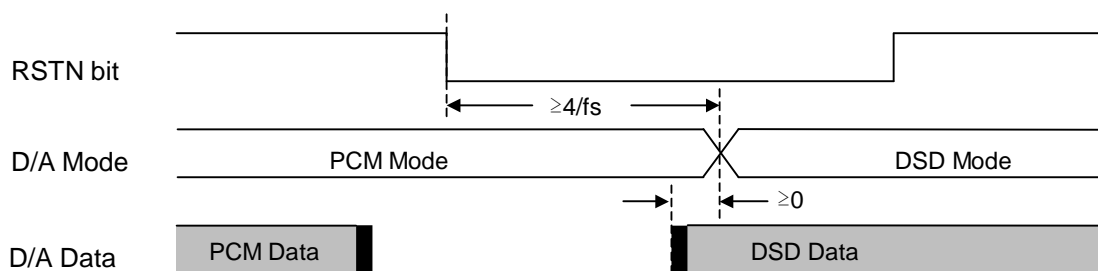 RSTN bit
≥4/fs
D/A Mode
PCM Mode
DSD Mode
≥0
D/A Data
PCM Data
DSD Data